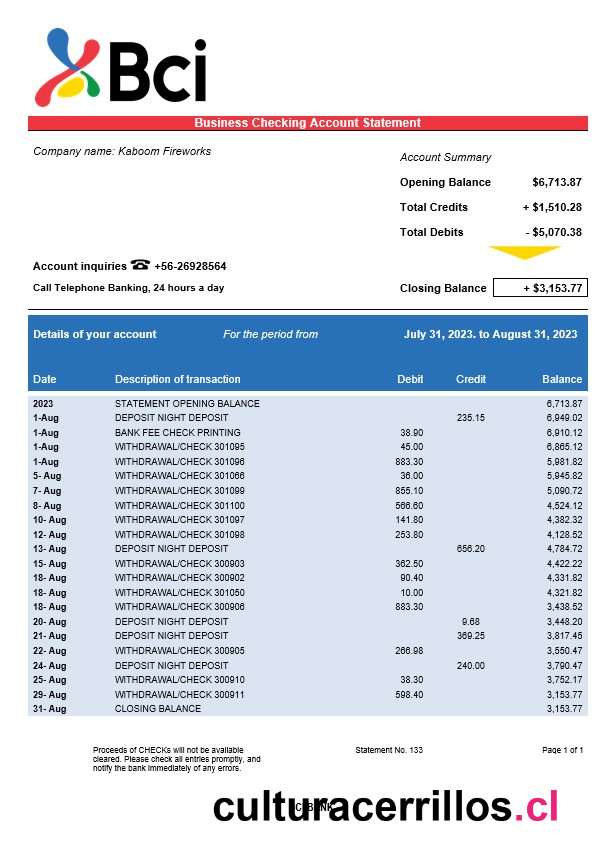 Bci
Business Checking Account Statement
Company name: Kaboom Fireworks
Account Summary
Opening Balance $6,713.87
Total Credits + $1,510.28
Total Debits - $5,070.38
Account inquiries ☎ +56-26928564
Call Telephone Banking, 24 hours a day
Closing Balance + $3,153.77
Details of your account For the period from July 31, 2023. to August 31, 2023
Date Description of transaction Debit Credit Balance
2023 STATEMENT OPENING BALANCE 6,713.87
1-Aug DEPOSIT NIGHT DEPOSIT 235.15 6,949.02
1-Aug BANK FEE CHECK PRINTING 38.90 6,910.12
1-Aug WITHDRAWAL/CHECK 301095 45.00 6,865.12
1-Aug WITHDRAWAL/CHECK 301096 883.30 5,981.82
5- Aug WITHDRAWAL/CHECK 301066 36.00 5,945.82
7- Aug WITHDRAWAL/CHECK 301099 855.10 5,090.72
8- Aug WITHDRAWAL/CHECK 301100 566.60 4,524.12
10- Aug WITHDRAWAL/CHECK 301097 141.80 4,382.32
12- Aug WITHDRAWAL/CHECK 301098 253.80 4,128.52
13- Aug DEPOSIT NIGHT DEPOSIT 656.20 4,784.72
15- Aug WITHDRAWAL/CHECK 300903 362.50 4,422.22
18- Aug WITHDRAWAL/CHECK 300902 90.40 4,331.82
18- Aug WITHDRAWAL/CHECK 301050 10.00 4,321.82
18- Aug WITHDRAWAL/CHECK 300906 883.30 3,438.52
20- Aug DEPOSIT NIGHT DEPOSIT 9.68 3,448.20
21- Aug DEPOSIT NIGHT DEPOSIT 369.25 3,817.45
22- Aug WITHDRAWAL/CHECK 300905 266.98 3,550.47
24- Aug DEPOSIT NIGHT DEPOSIT 240.00 3,790.47
25- Aug WITHDRAWAL/CHECK 300910 38.30 3,752.17
29- Aug WITHDRAWAL/CHECK 300911 598.40 3,153.77
31- Aug CLOSING BALANCE 3,153.77
Proceeds of CHECKs will not be available
cleared. Please check all entries promptly, and
notify the bank immediately of any errors.
Statement No. 133
Page 1 of 1
culturacerrillos.cl